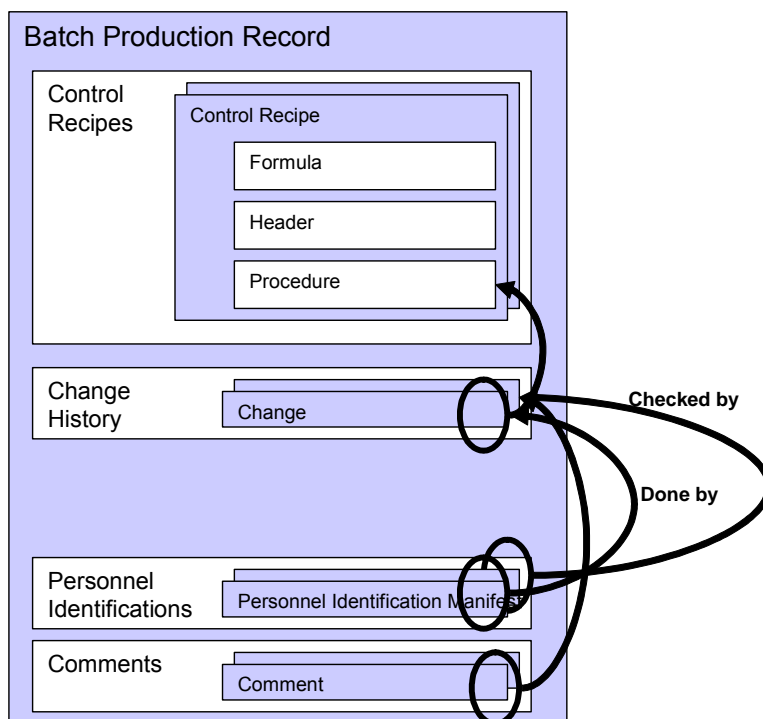 Batch Production Record
Control
Recipes
Control Recipe
Formula
Header
Procedure
Change
History
Change
Checked by
Done by
Personnel
Identifications
Personnel Identification Manifest
Comments
Comment